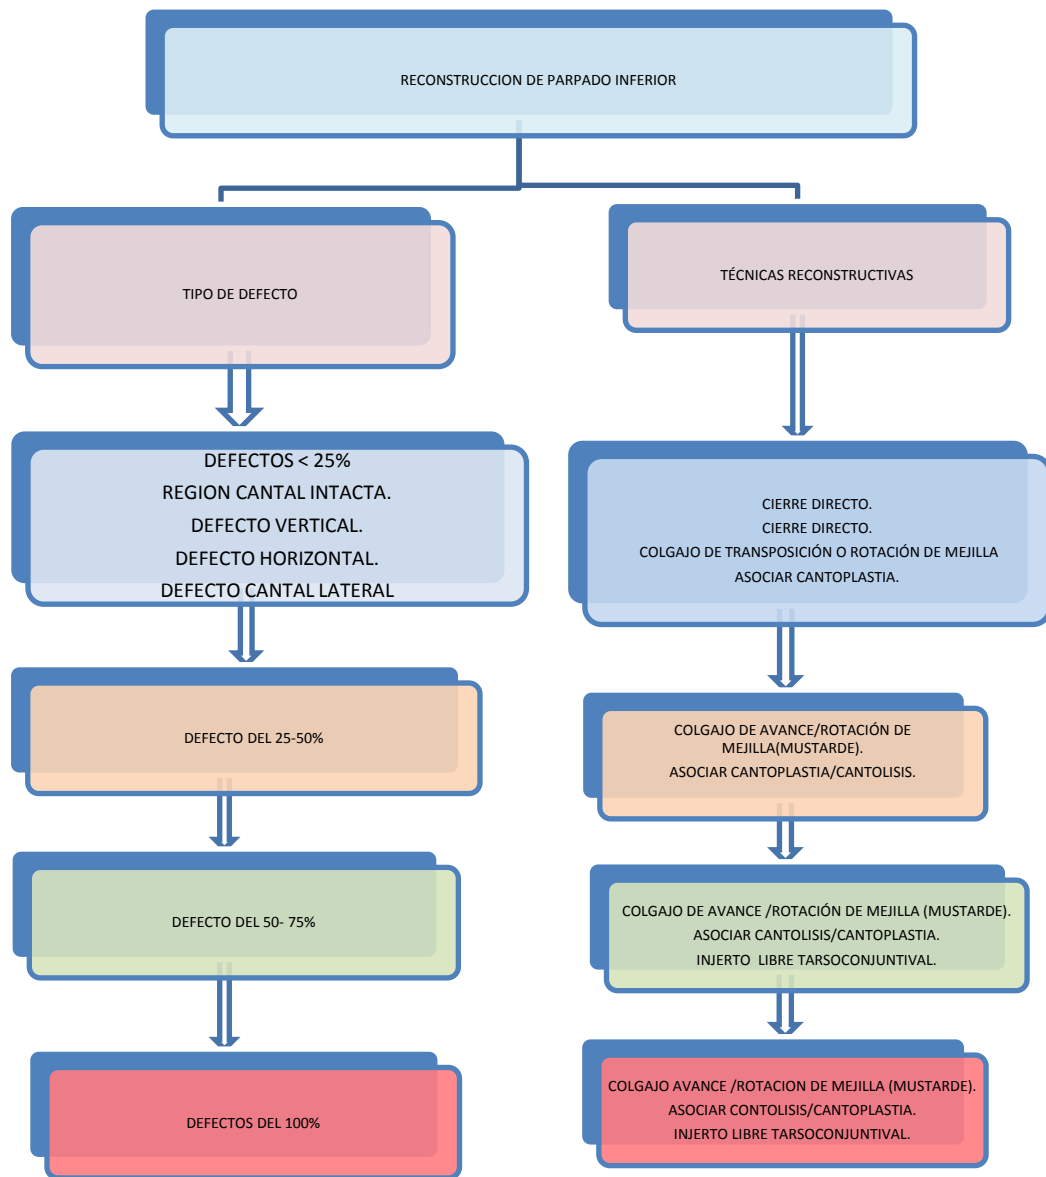 RECONSTRUCCION DE PARPADO INFERIOR
TIPO DE DEFECTO
TÉCNICAS RECONSTRUCTIVAS
DEFECTOS < 25%
REGION CANTAL INTACTA.
DEFECTO VERTICAL.
DEFECTO HORIZONTAL.
DEFECTO CANTAL LATERAL
CIERRE DIRECTO.
CIERRE DIRECTO.
COLGAJO DE TRANSPOSICIÓN O ROTACIÓN DE MEJILLA
ASOCIAR CANTOPLASTIA.
DEFECTO DEL 25-50%
COLGAJO DE AVANCE/ROTACIÓN DE
MEJILLA(MUSTARDE).
ASOCIAR CANTOPLASTIA/CANTOLISIS.
DEFECTO DEL 50- 75%
COLGAJO DE AVANCE /ROTACIÓN DE MEJILLA (MUSTARDE).
ASOCIAR CANTOLISIS/CANTOPLASTIA.
INJERTO LIBRE TARSOCONJUNTIVAL.
DEFECTOS DEL 100%
COLGAJO AVANCE /ROTACION DE MEJILLA (MUSTARDE).
ASOCIAR CONTOLISIS/CANTOPLASTIA.
INJERTO LIBRE TARSOCONJUNTIVAL.